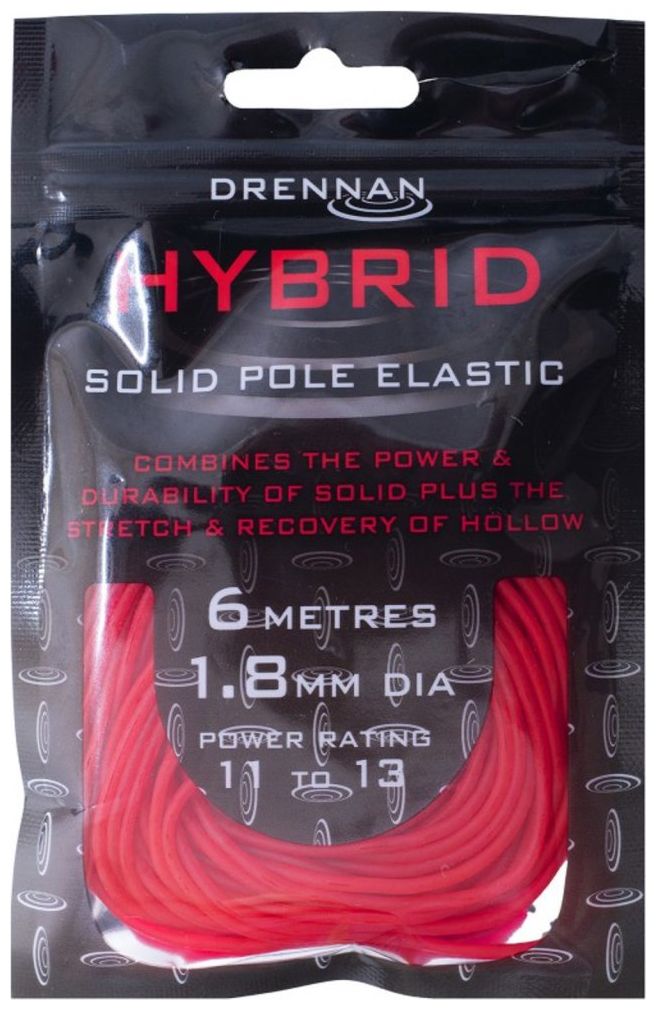 DRENNAN
HYBRID
SOLID POLE ELASTIC
COMBINES THE POWER &
DURABILITY OF SOLID PLUS THE
STRETCH & RECOVERY OF HOLLOW
6 METRES
1.8MM DIA
POWER RATING
11 TO 13